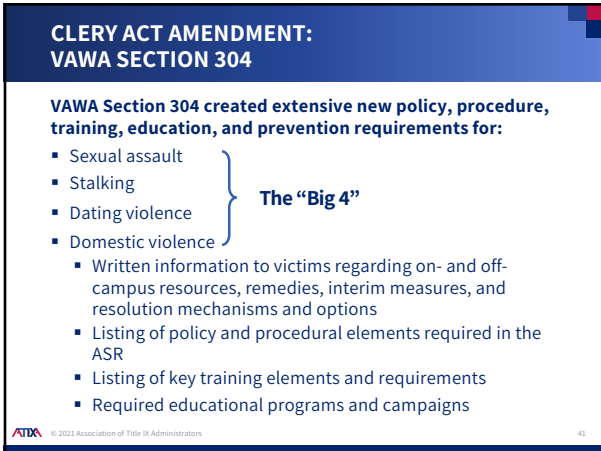 CLERY ACT AMENDMENT:
VAWA SECTION 304
VAWA Section 304 created extensive new policy, procedure,
training, education, and prevention requirements for:
▪ Sexual assault
▪ Stalking
▪ Dating violence
▪ Domestic violence
The “Big 4”
▪ Written information to victims regarding on- and off-
campus resources, remedies, interim measures, and
resolution mechanisms and options
▪ Listing of policy and procedural elements required in the
ASR
▪ Listing of key training elements and requirements
▪ Required educational programs and campaigns
ATIXA © 2021 Association of Title IX Administrators
41